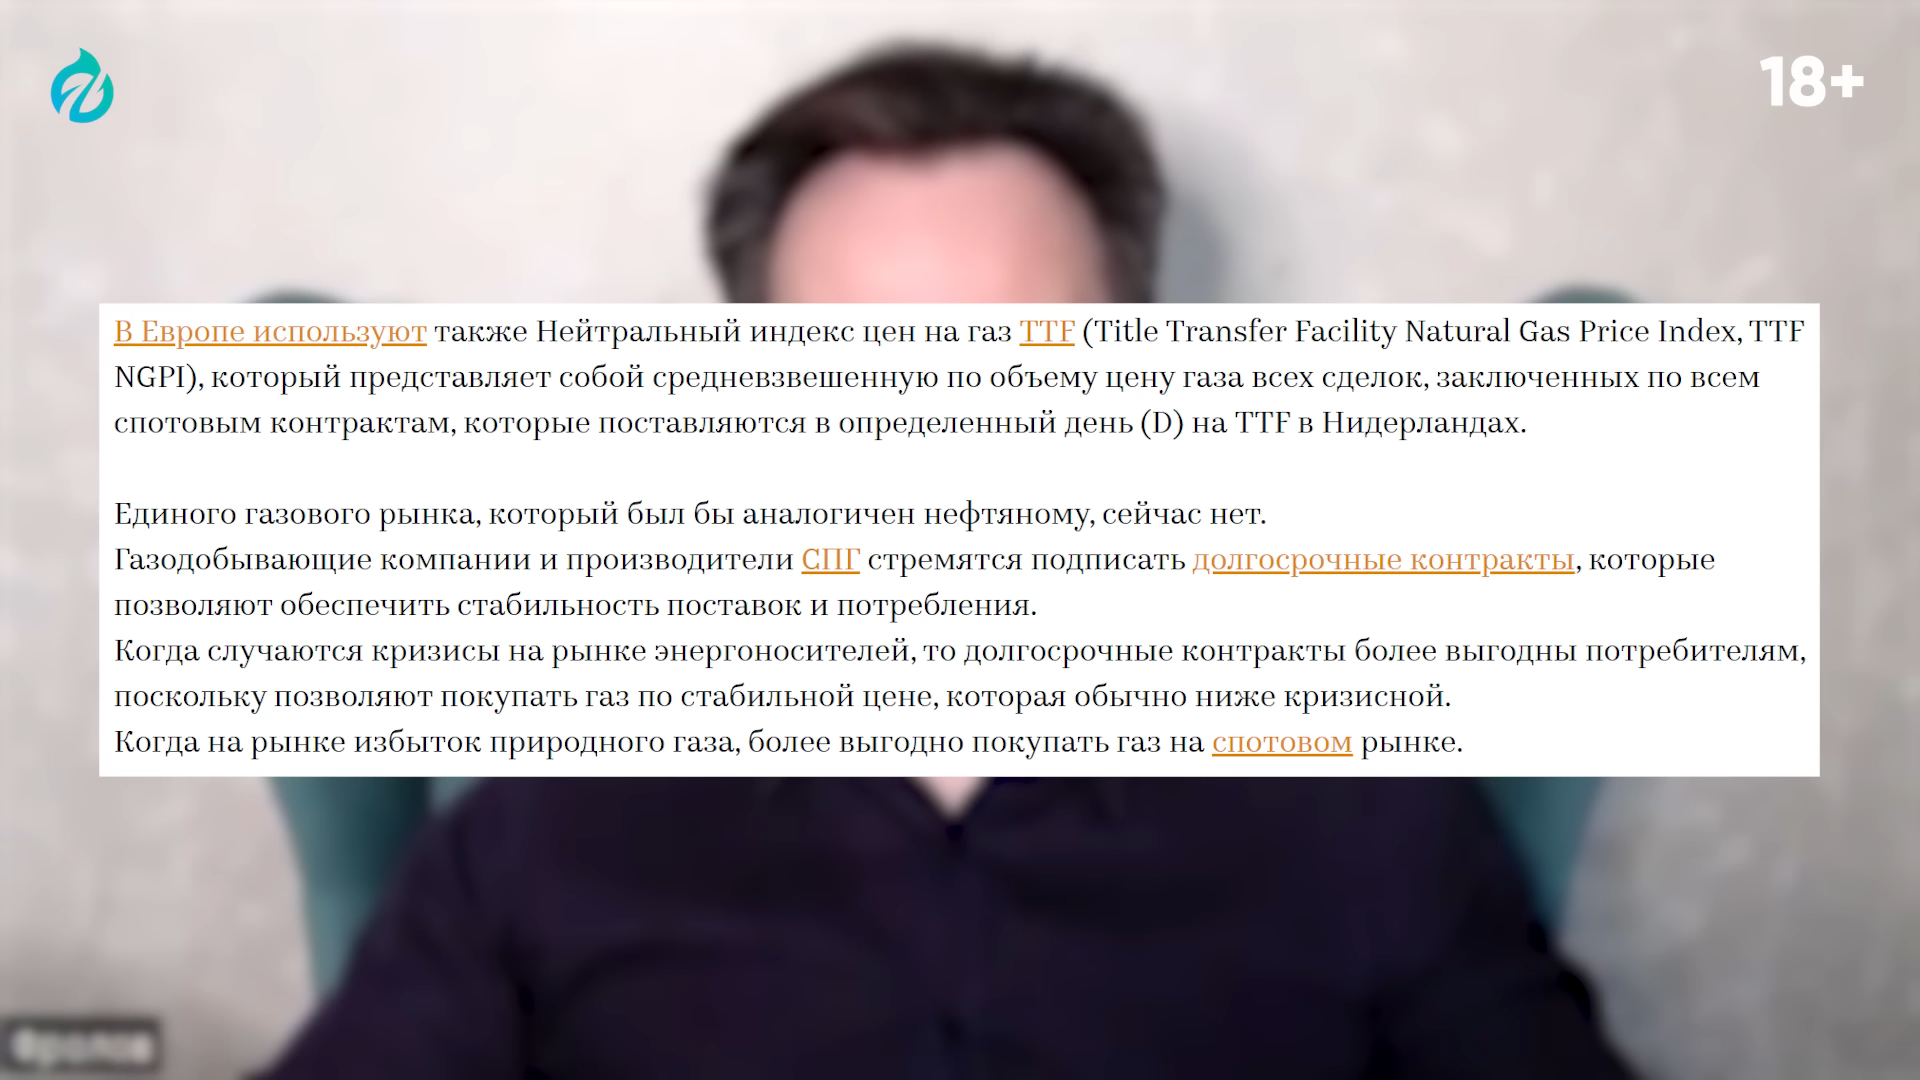 18+
В Европе используют также Нейтральный индекс цен на газ TTF (Title Transfer Facility Natural Gas Price Index, TTF
NGPI), который представляет собой средневзвешенную по объему цену газа всех сделок, заключенных по всем
спотовым контрактам, которые поставляются в определенный день (D) на TTF в Нидерландах.
Единого газового рынка, который был бы аналогичен нефтяному, сейчас нет.
Газодобывающие компании и производители СПГ стремятся подписать долгосрочные контракты, которые
позволяют обеспечить стабильность поставок и потребления.
Когда случаются кризисы на рынке энергоносителей, то долгосрочные контракты более выгодны потребителям,
поскольку позволяют покупать газ по стабильной цене, которая обычно ниже кризисной.
Когда на рынке избыток природного газа, более выгодно покупать газ на спотовом рынке.
Фролов